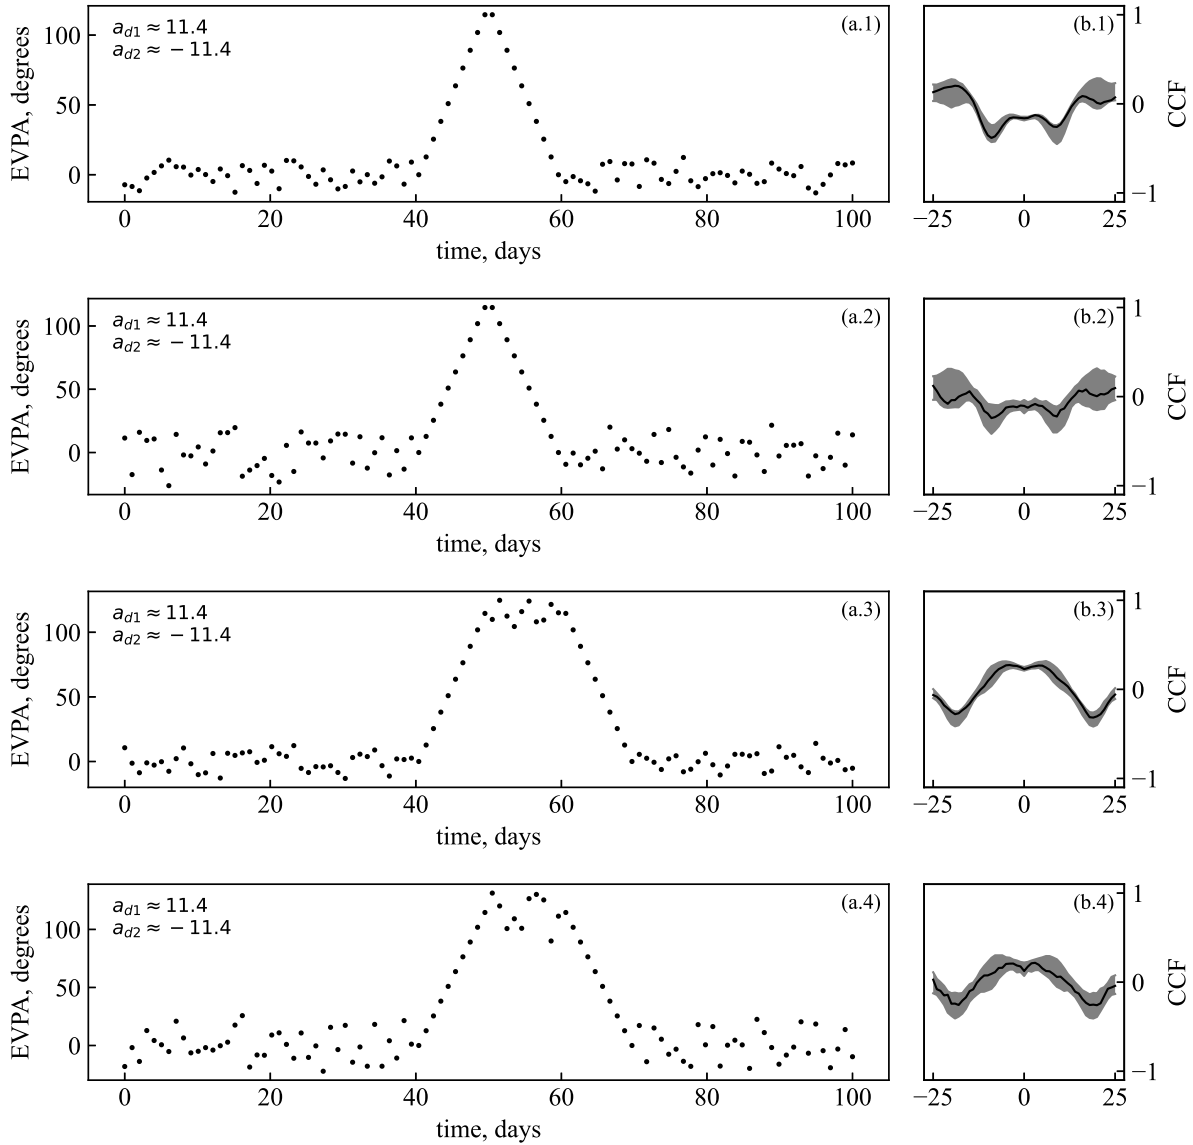 a_{d1} ≈ 11.4
a_{d2} ≈ −11.4
(a.1)
EVPA, degrees
100
50
0
0 20 40 60 80 100
time, days
(b.1)
1
0
−1
CCF
−25 0 25
a_{d1} ≈ 11.4
a_{d2} ≈ −11.4
(a.2)
EVPA, degrees
100
50
0
0 20 40 60 80 100
time, days
(b.2)
1
0
−1
CCF
−25 0 25
a_{d1} ≈ 11.4
a_{d2} ≈ −11.4
(a.3)
EVPA, degrees
100
50
0
0 20 40 60 80 100
time, days
(b.3)
1
0
−1
CCF
−25 0 25
a_{d1} ≈ 11.4
a_{d2} ≈ −11.4
(a.4)
EVPA, degrees
100
50
0
0 20 40 60 80 100
time, days
(b.4)
1
0
−1
CCF
−25 0 25